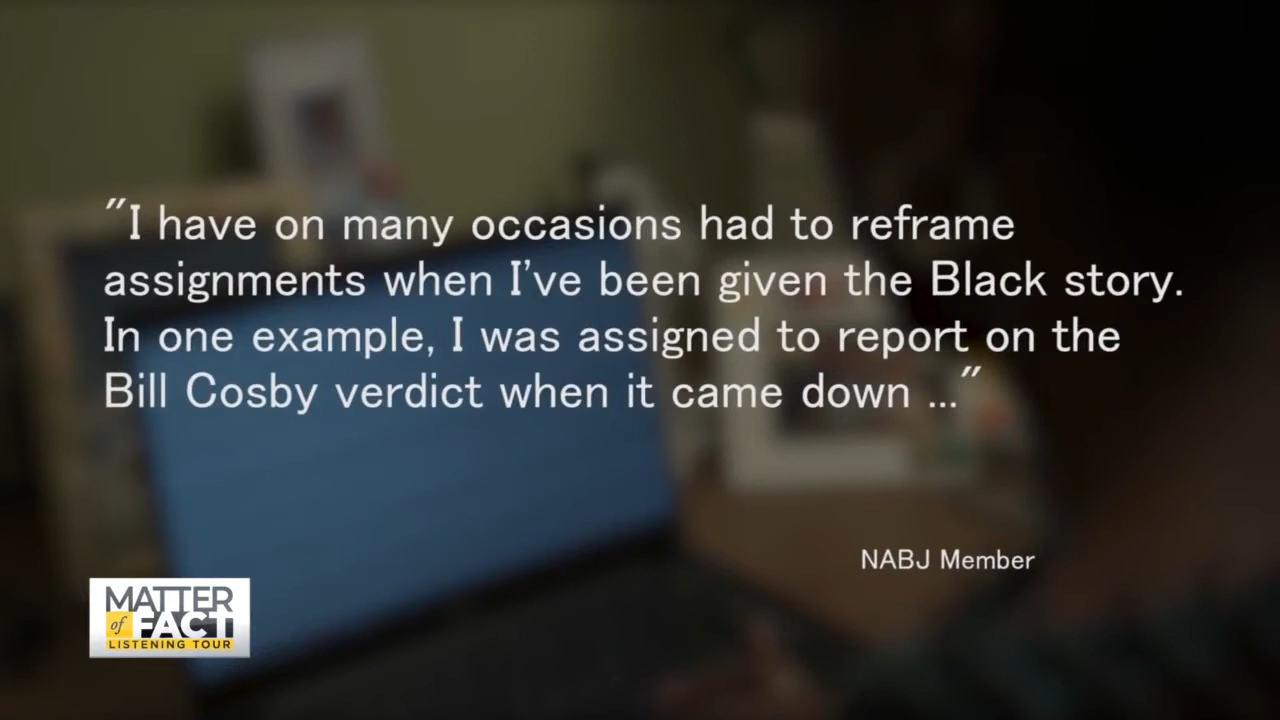 "I have on many occasions had to reframe
assignments when I've been given the Black story.
In one example, I was assigned to report on the
Bill Cosby verdict when it came down ..."
NABJ Member
MATTER
of FACT
LISTENING TOUR